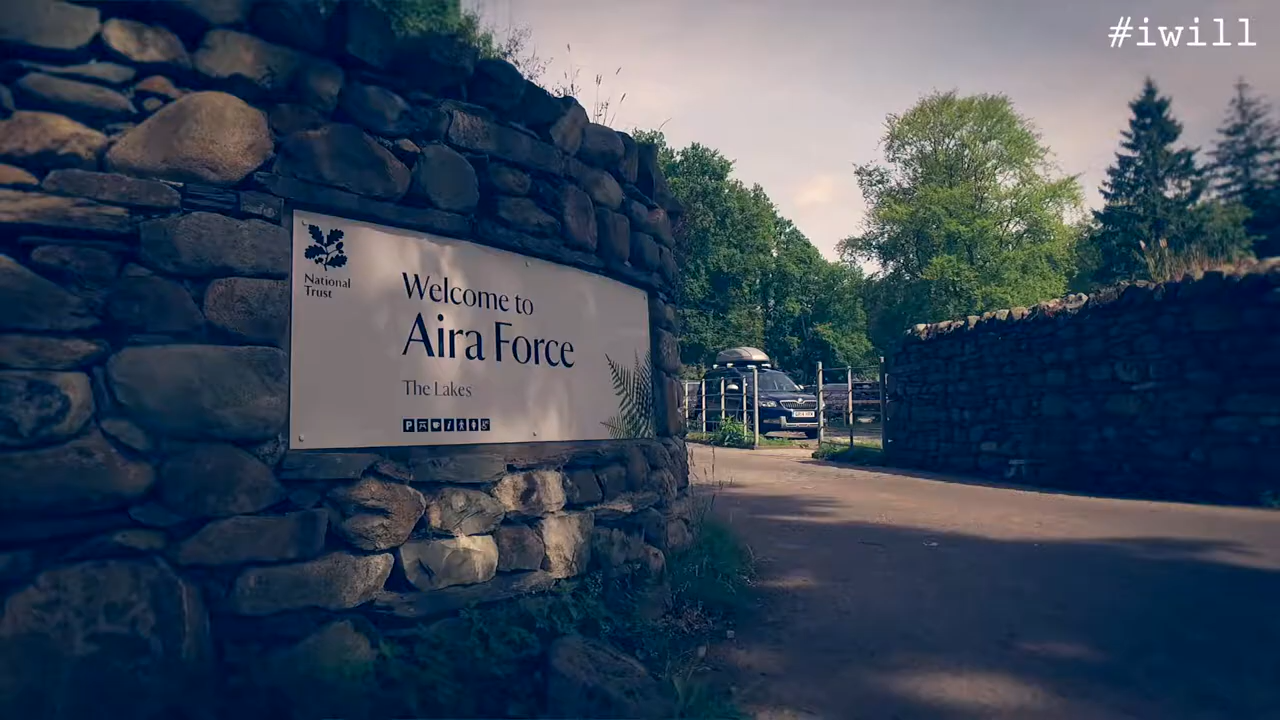 #iwill
National
Trust
Welcome to
Aira Force
The Lakes
P